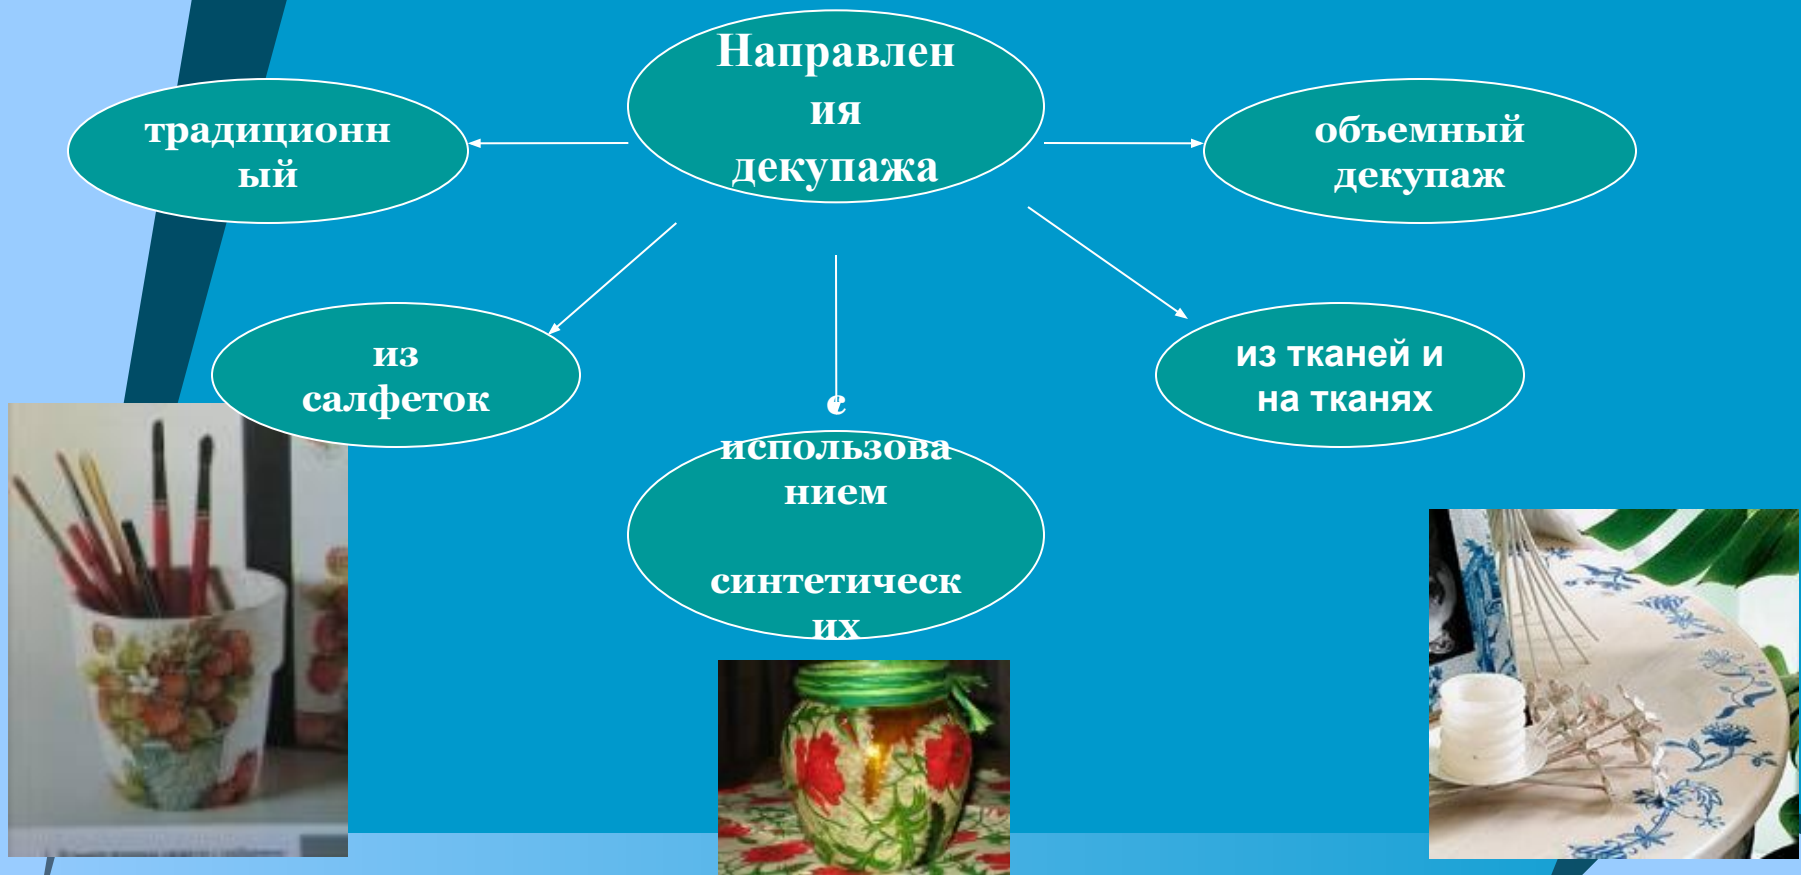 Направлен
ия
декупажа
традиционн
ый
объемный
декупаж
из
салфеток
из тканей и
на тканях
с
использова
нием
синтетическ
их